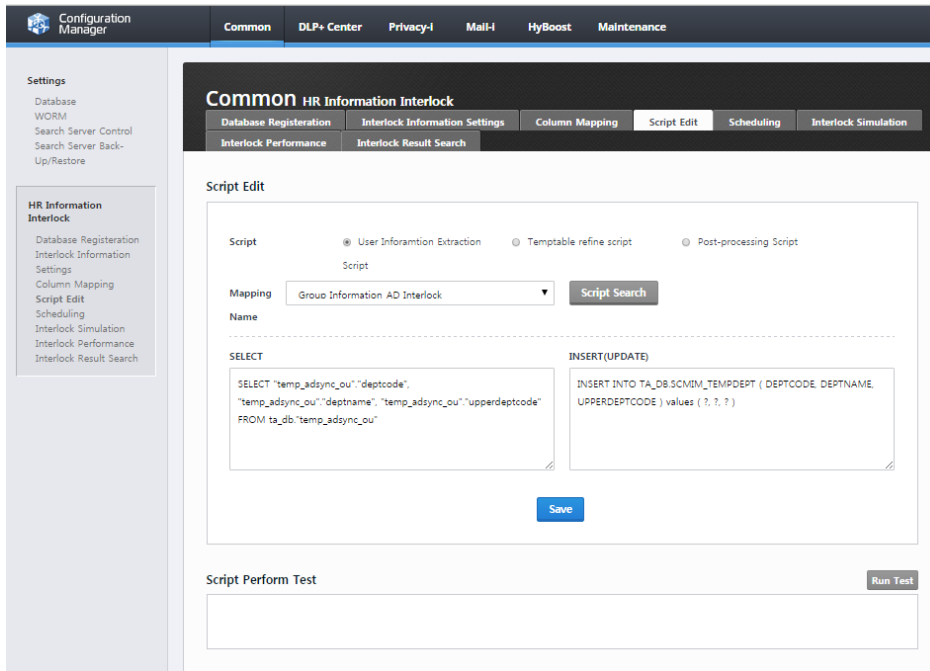 Configuration Manager
Common DLP+ Center Privacy-I Mail-I HyBoost Maintenance
Settings
Database
WORM
Search Server Control
Search Server Back-
Up/Restore
HR Information
Interlock
Database Registeration
Interlock Information
Settings
Column Mapping
Script Edit
Scheduling
Interlock Simulation
Interlock Performance
Interlock Result Search
Common HR Information Interlock
Database Registeration Interlock Information Settings Column Mapping Script Edit Scheduling Interlock Simulation
Interlock Performance Interlock Result Search
Script Edit
Script User Inforamtion Extraction Script Temptable refine script Post-processing Script
Mapping Name Group Information AD Interlock Script Search
SELECT
SELECT "temp_adsync_ou"."deptcode",
"temp_adsync_ou"."deptname", "temp_adsync_ou"."upperdeptcode"
FROM ta_db."temp_adsync_ou"
INSERT(UPDATE)
INSERT INTO TA_DB.SCMIM_TEMPDEPT ( DEPTCODE, DEPTNAME,
UPPERDEPTCODE ) values ( ?, ?, ? )
Save
Script Perform Test Run Test